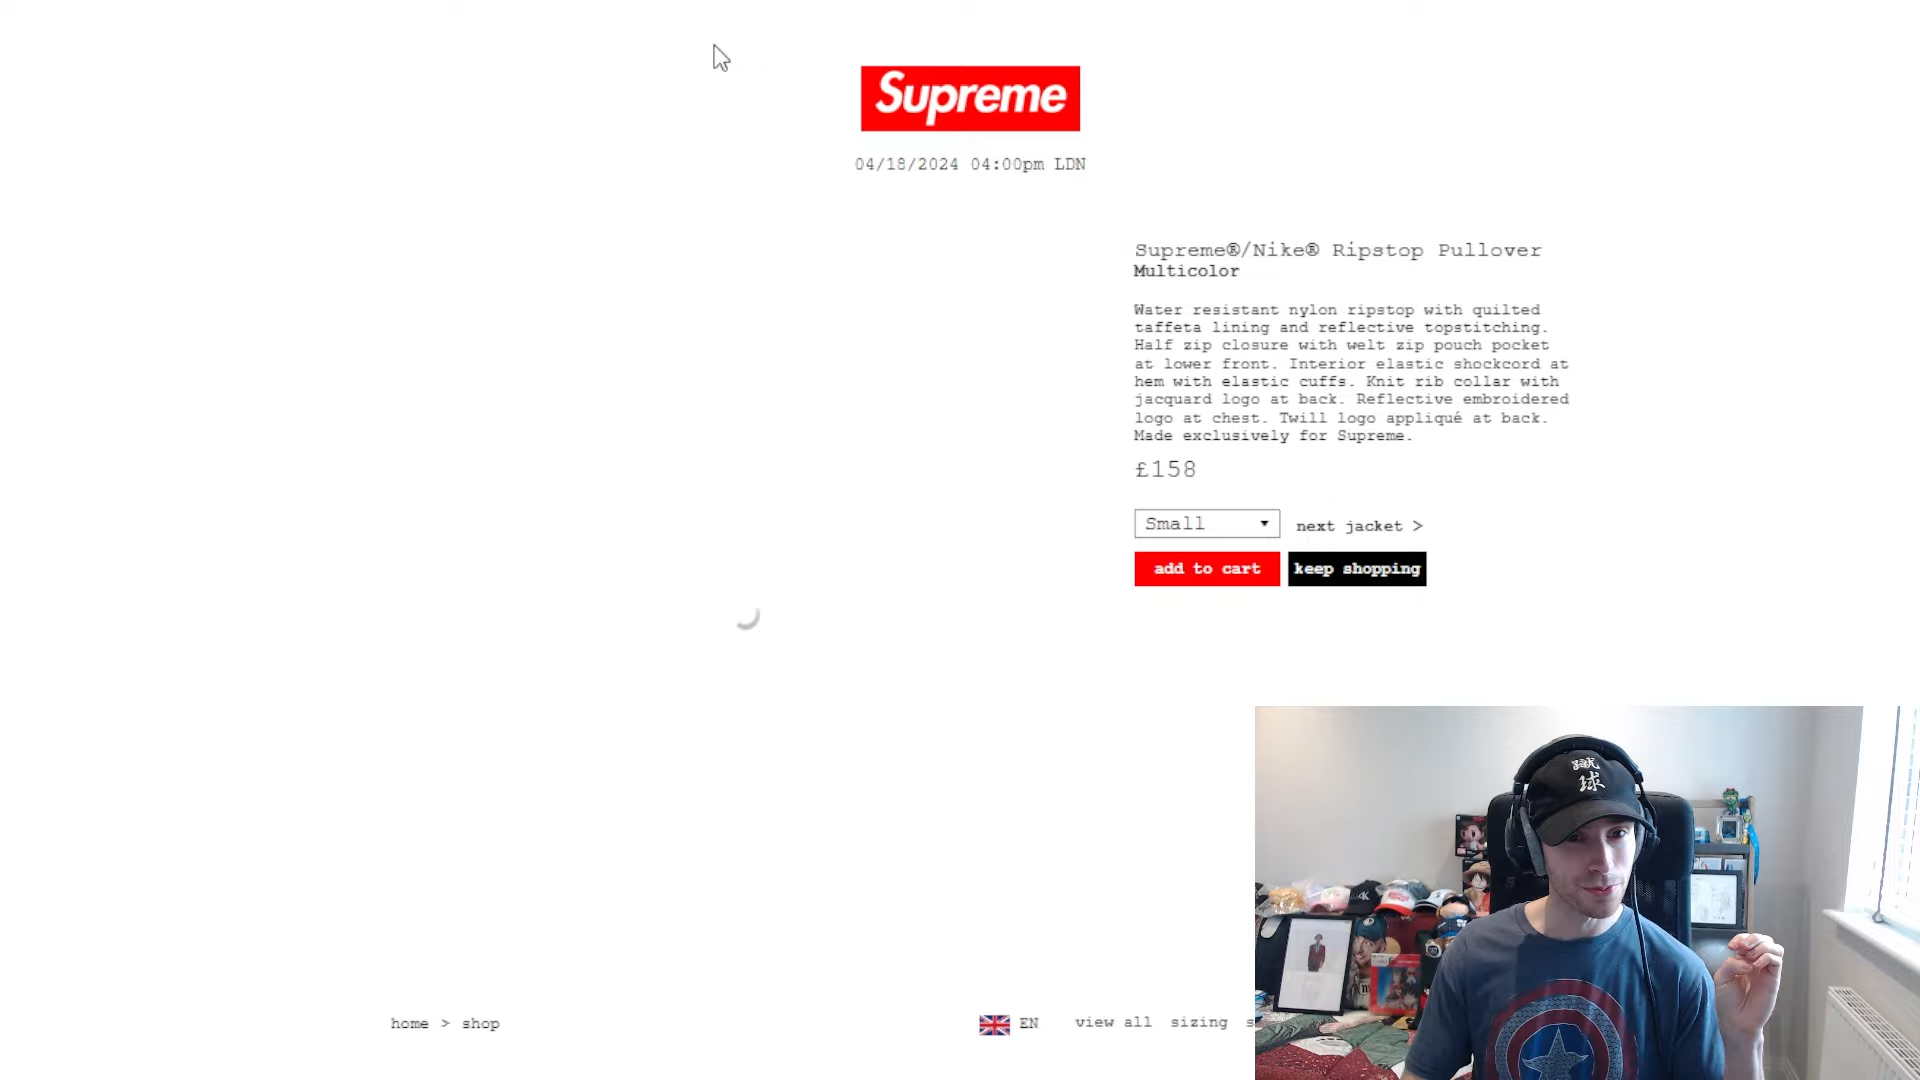 Supreme
04/18/2024 04:00pm LDN
Supreme®/Nike® Ripstop Pullover
Multicolor
Water resistant nylon ripstop with quilted
taffeta lining and reflective topstitching.
Half zip closure with welt zip pouch pocket
at lower front. Interior elastic shockcord at
hem with elastic cuffs. Knit rib collar with
jacquard logo at back. Reflective embroidered
logo at chest. Twill logo appliqué at back.
Made exclusively for Supreme.
£158
Small
next jacket >
add to cart
keep shopping
蹴
球
home > shop
EN
view all
sizing